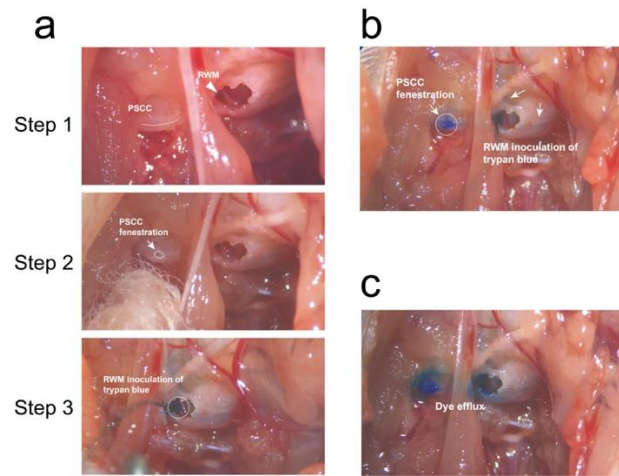 a
Step 1
PSCC
RWM
Step 2
PSCC
fenestration
Step 3
RWM inoculation of
trypan blue
b
PSCC
fenestration
RWM inoculation of
trypan blue
c
Dye efflux